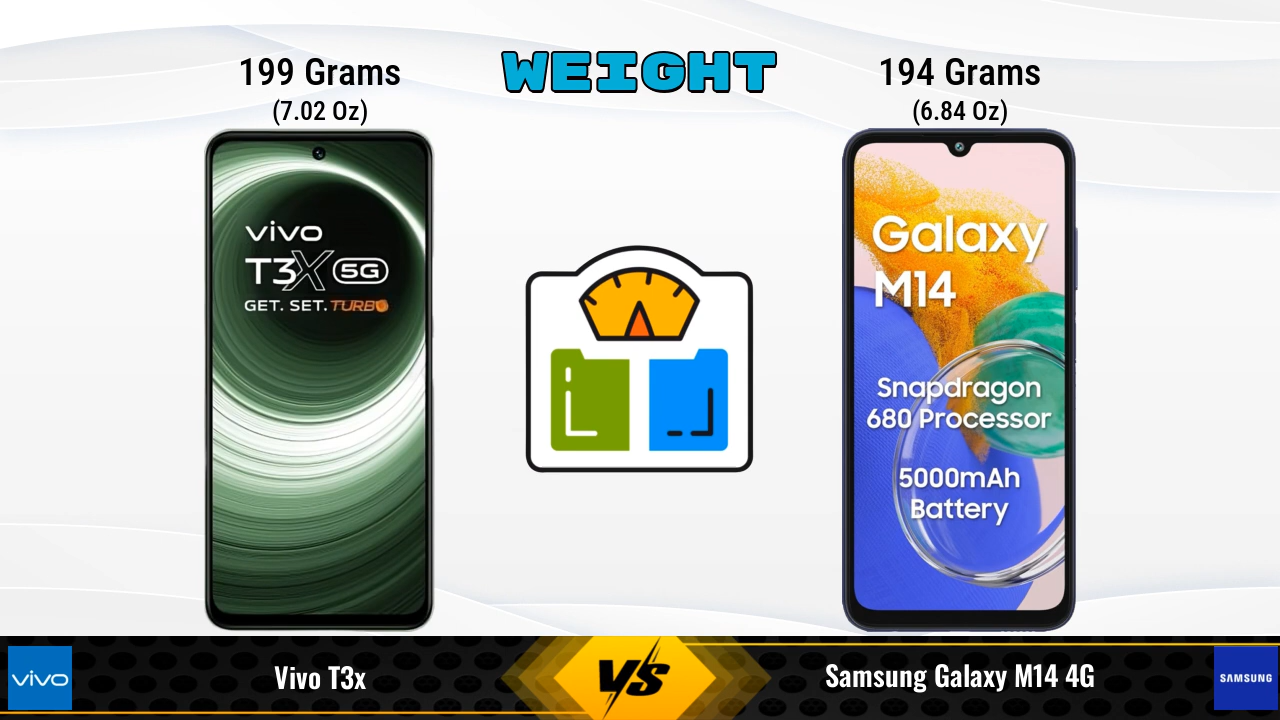 WEIGHT
199 Grams
(7.02 Oz)
194 Grams
(6.84 Oz)
vivo
T3X 5G
GET. SET. TURBO
Galaxy
M14
Snapdragon
680 Processor
5000mAh
Battery
vivo
Vivo T3x
VS
Samsung Galaxy M14 4G
SAMSUNG